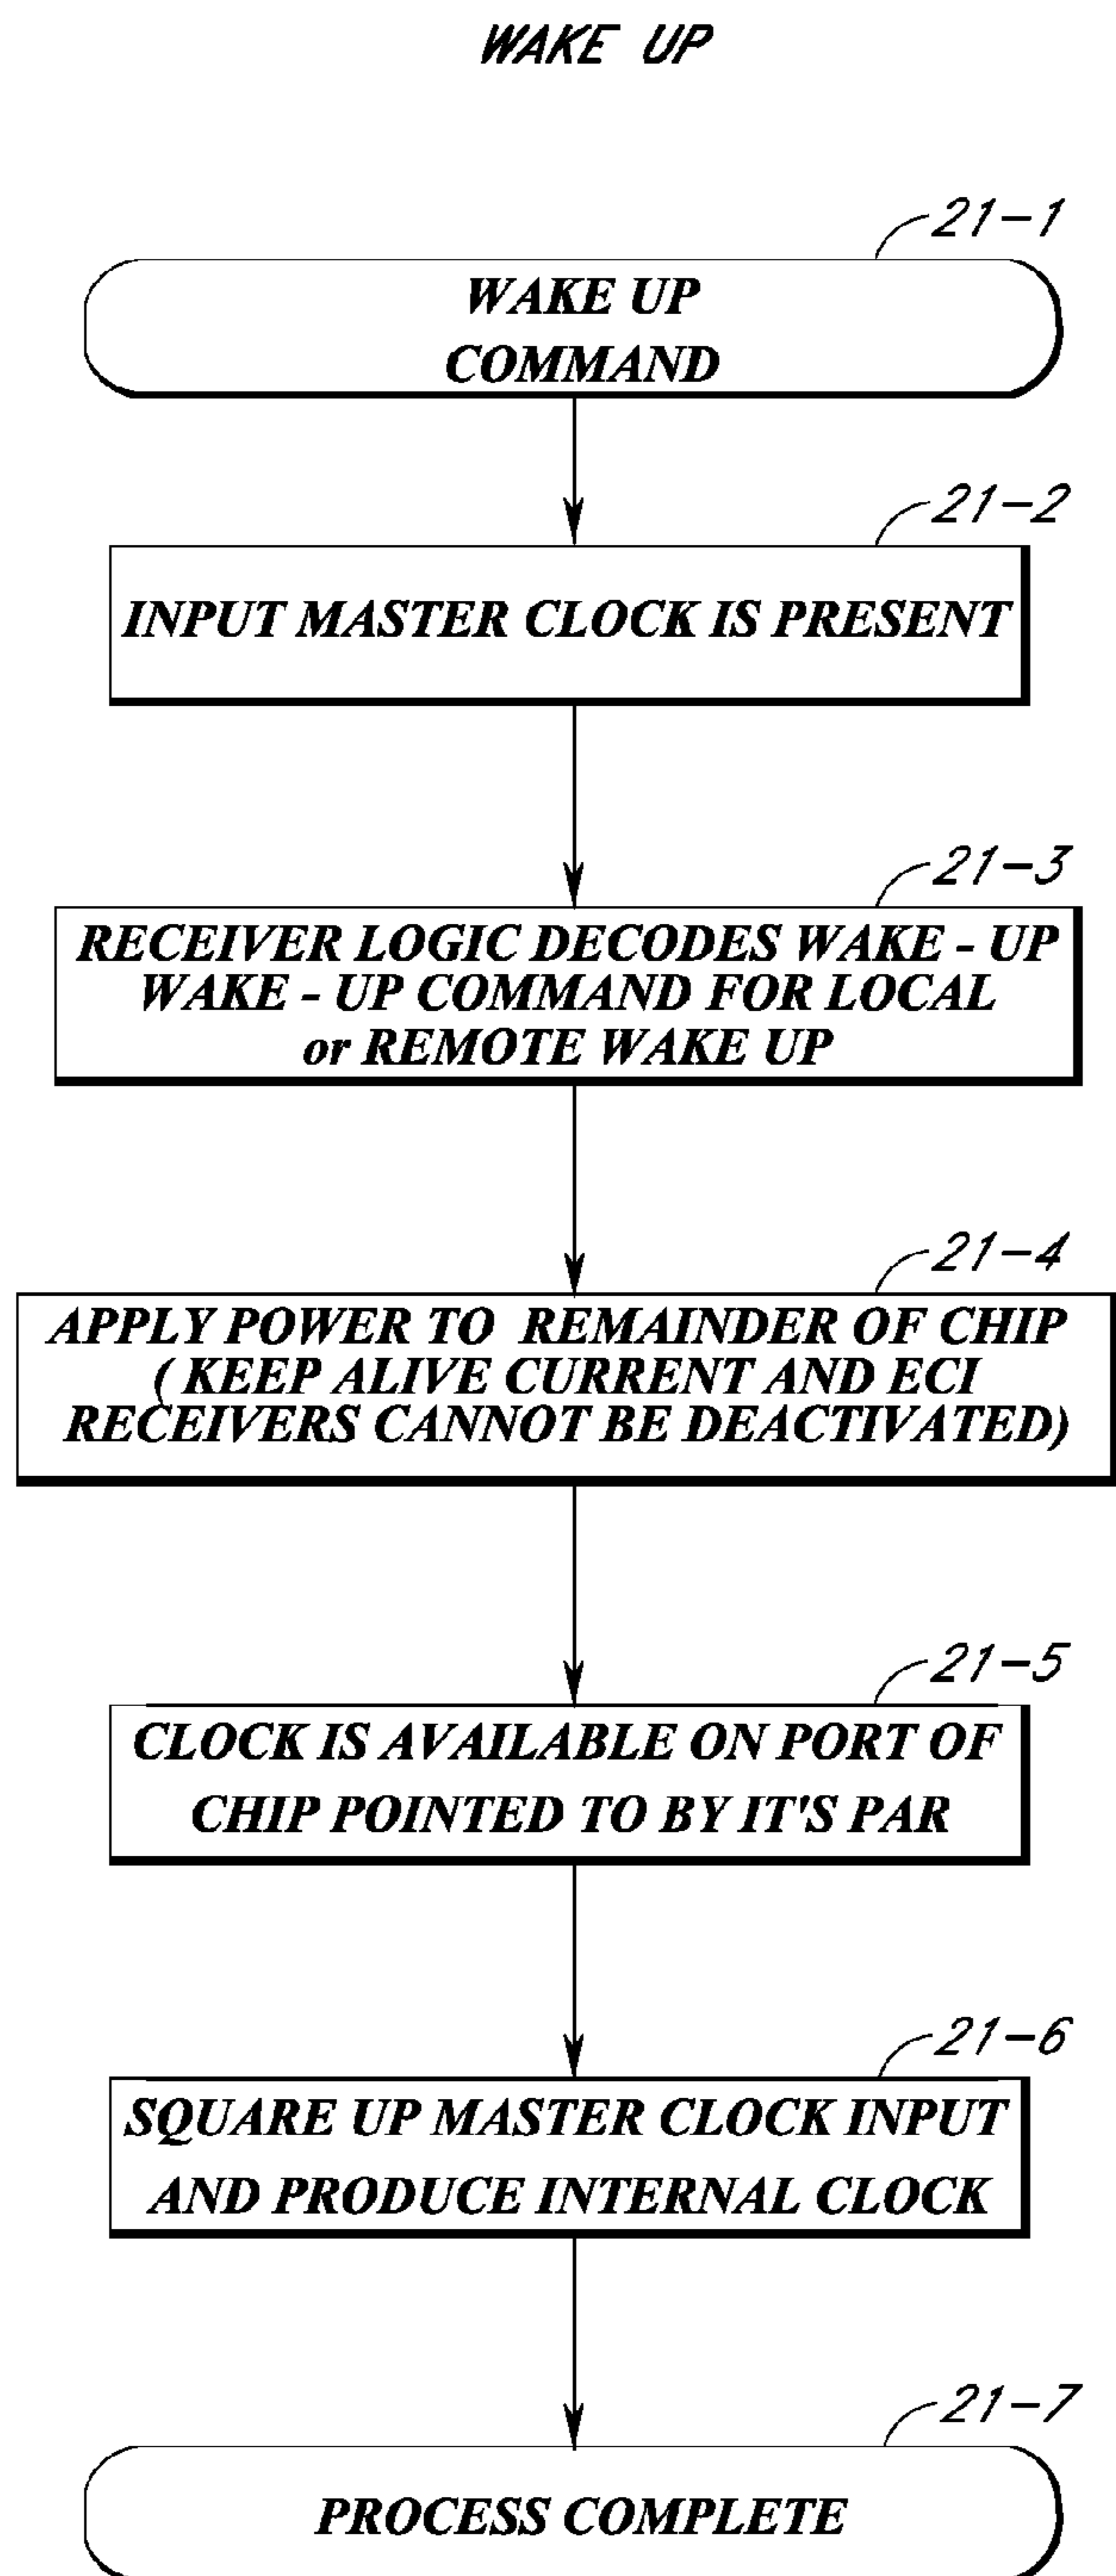 WAKE UP
21-1
WAKE UP
COMMAND
21-2
INPUT MASTER CLOCK IS PRESENT
21-3
RECEIVER LOGIC DECODES WAKE - UP
WAKE - UP COMMAND FOR LOCAL
or REMOTE WAKE UP
21-4
APPLY POWER TO REMAINDER OF CHIP
( KEEP ALIVE CURRENT AND ECI
RECEIVERS CANNOT BE DEACTIVATED)
21-5
CLOCK IS AVAILABLE ON PORT OF
CHIP POINTED TO BY IT'S PAR
21-6
SQUARE UP MASTER CLOCK INPUT
AND PRODUCE INTERNAL CLOCK
21-7
PROCESS COMPLETE